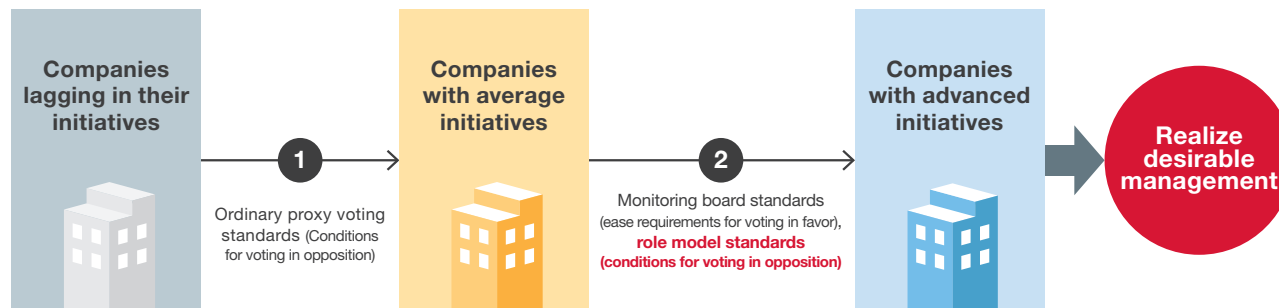 Companies
lagging in their
initiatives
1
Ordinary proxy voting
standards (Conditions
for voting in opposition)
Companies
with average
initiatives
2
Monitoring board standards
(ease requirements for voting in favor),
role model standards
(conditions for voting in opposition)
Companies
with advanced
initiatives
Realize
desirable
management